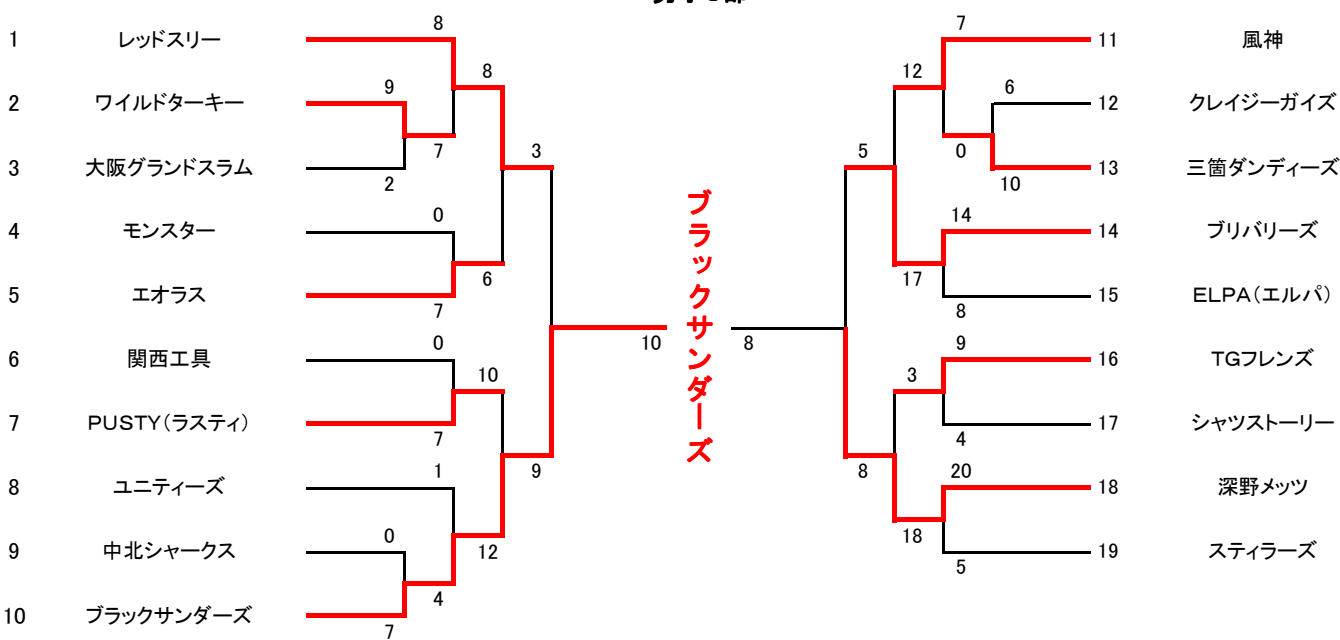 8
7
1 レッドスリー
11 風神
8
12
9
6
2 ワイルドターキー
12 クレイジーガイズ
7
3
5
0
3 大阪グランドスラム
13 三箇ダンディーズ
2
10
0
14
4 モンスター
14 ブリバリーズ
6
17
5 エオラス
15 ELPA(エルパ)
7
8
ブラックサンダーズ
10
8
0
9
6 関西工具
16 TGフレンズ
10
3
7 PUSTY(ラスティ)
17 シャツストーリー
7
4
1
9
8
20
8 ユニティーズ
18 深野メッツ
0
12
18
9 中北シャークス
19 スティラーズ
5
4
10 ブラックサンダーズ
7